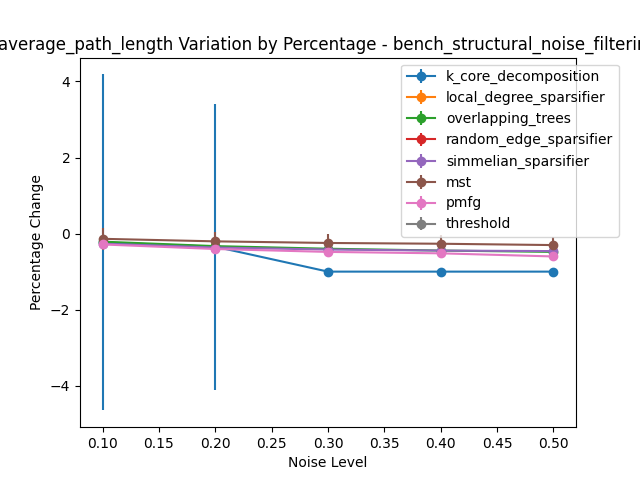 average_path_length Variation by Percentage - bench_structural_noise_filterin
k_core_decomposition
local_degree_sparsifier
overlapping_trees
random_edge_sparsifier
simmelian_sparsifier
mst
pmfg
threshold
4
2
0
−2
−4
Percentage Change
0.10 0.15 0.20 0.25 0.30 0.35 0.40 0.45 0.50
Noise Level